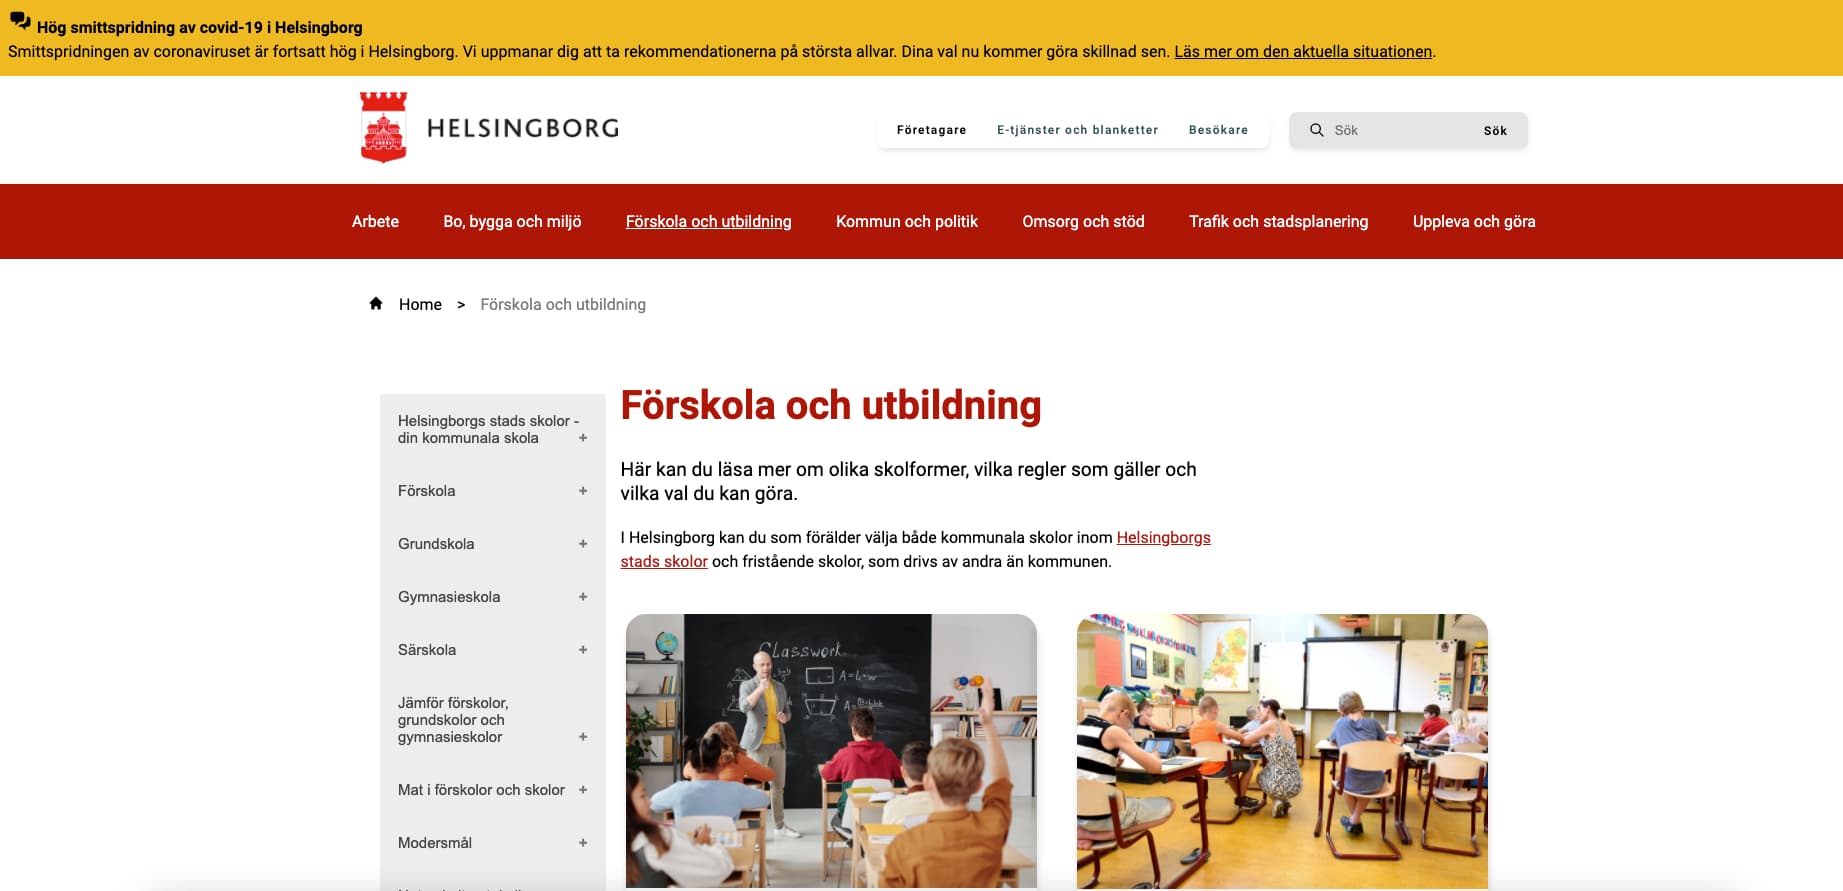 Hög smittspridning av covid-19 i Helsingborg
Smittspridningen av coronaviruset är fortsatt hög i Helsingborg. Vi uppmanar dig att ta rekommendationerna på största allvar. Dina val nu kommer göra skillnad sen. Läs mer om den aktuella situationen.
HELSINGBORG
Företagare E-tjänster och blanketter Besökare
Sök Sök
Arbete Bo, bygga och miljö Förskola och utbildning Kommun och politik Omsorg och stöd Trafik och stadsplanering Uppleva och göra
Home > Förskola och utbildning
Helsingborgs stads skolor -
din kommunala skola +
Förskola +
Grundskola +
Gymnasieskola +
Särskola +
Jämför förskolor,
grundskolor och
gymnasieskolor +
Mat i förskolor och skolor +
Modersmål +
Förskola och utbildning
Här kan du läsa mer om olika skolformer, vilka regler som gäller och
vilka val du kan göra.
I Helsingborg kan du som förälder välja både kommunala skolor inom Helsingborgs
stads skolor och fristående skolor, som drivs av andra än kommunen.
Classwork